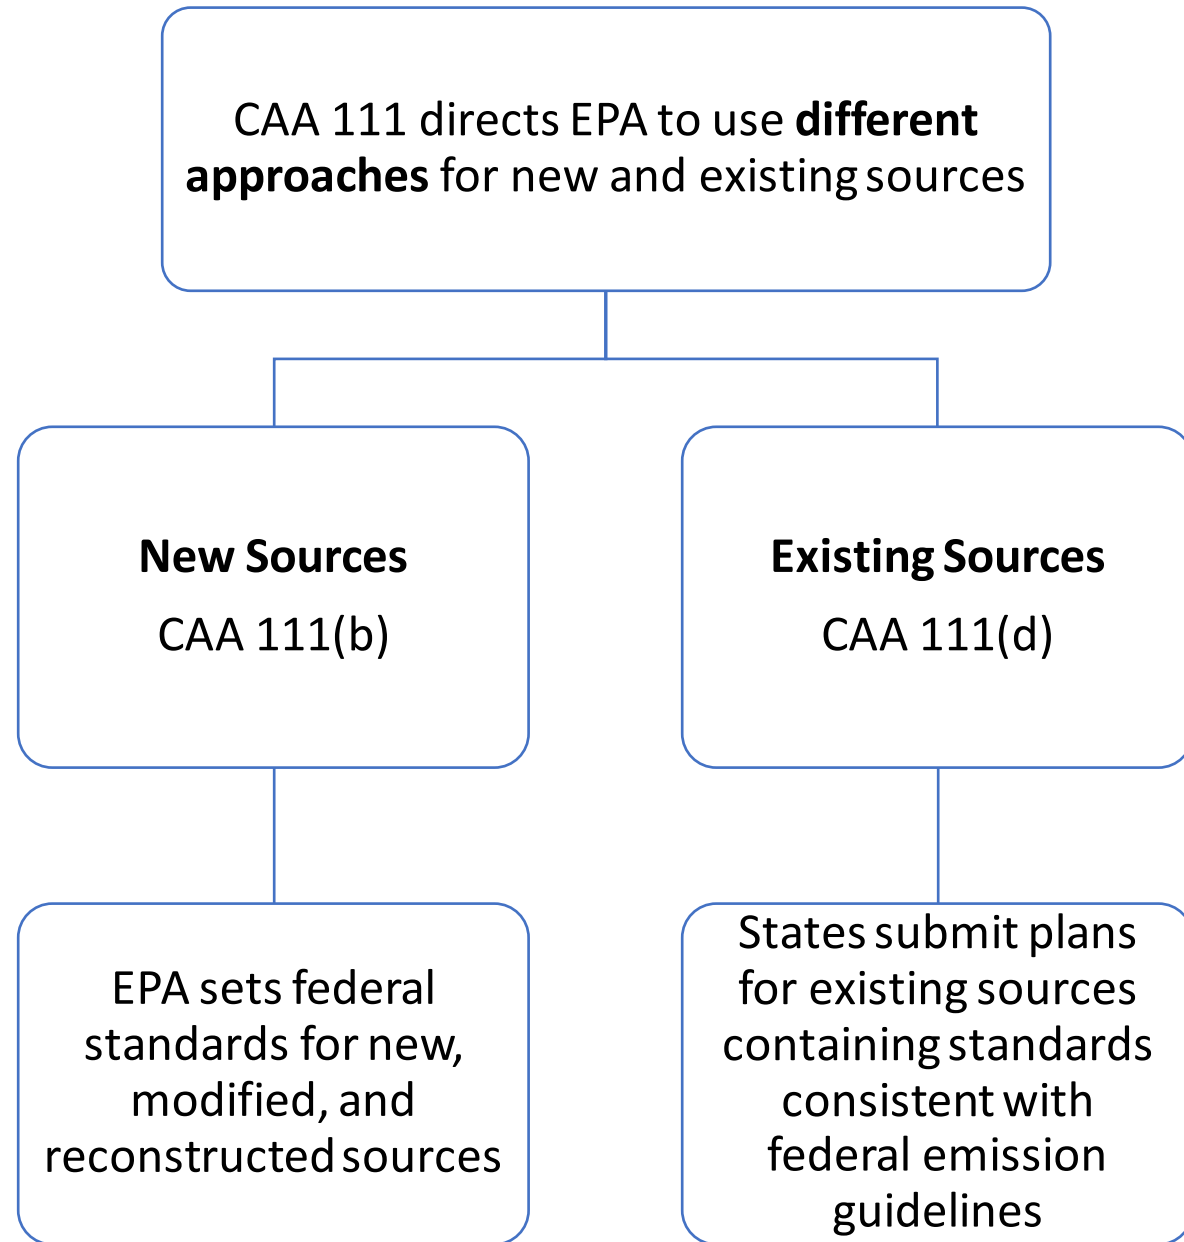 CAA 111 directs EPA to use different
approaches for new and existing sources
New Sources
CAA 111(b)
Existing Sources
CAA 111(d)
EPA sets federal
standards for new,
modified, and
reconstructed sources
States submit plans
for existing sources
containing standards
consistent with
federal emission
guidelines